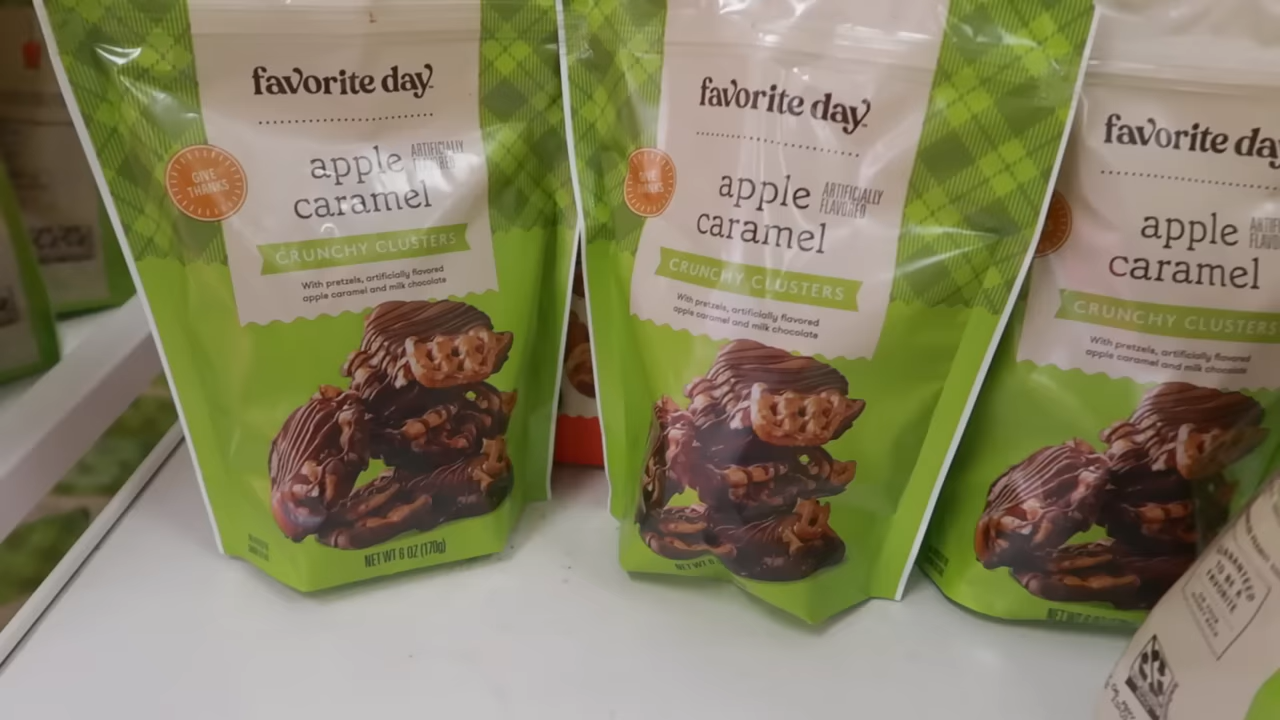 favorite day
GIVE
THANKS
apple
ARTIFICIALLY
FLAVORED
caramel
CRUNCHY CLUSTERS
With pretzels, artificially flavored
apple caramel and milk chocolate
NET WT 6 OZ (170g)
favorite day
GIVE
THANKS
apple
ARTIFICIALLY
FLAVORED
caramel
CRUNCHY CLUSTERS
With pretzels, artificially flavored
apple caramel and milk chocolate
NET WT 6
favorite day
apple
caramel
CRUNCHY CLUSTERS
With pretzels, artificially flavored
apple caramel and milk chocolate
GUARANTEED
TO BE A
FAVORITE